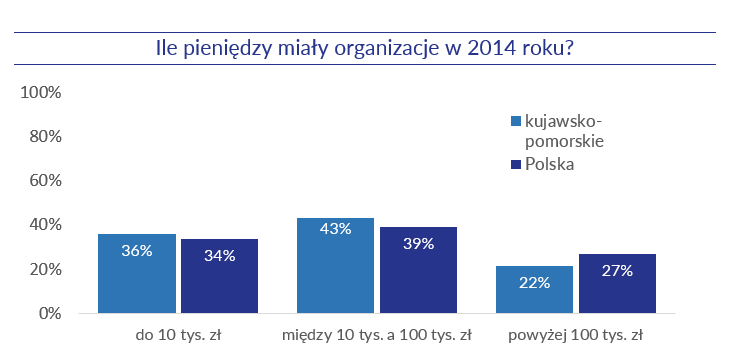 Ile pieniędzy miały organizacje w 2014 roku?
100%
80%
60%
40%
20%
0%
kujawsko-
pomorskie
Polska
36%
34%
43%
39%
22%
27%
do 10 tys. zł
między 10 tys. a 100 tys. zł
powyżej 100 tys. zł